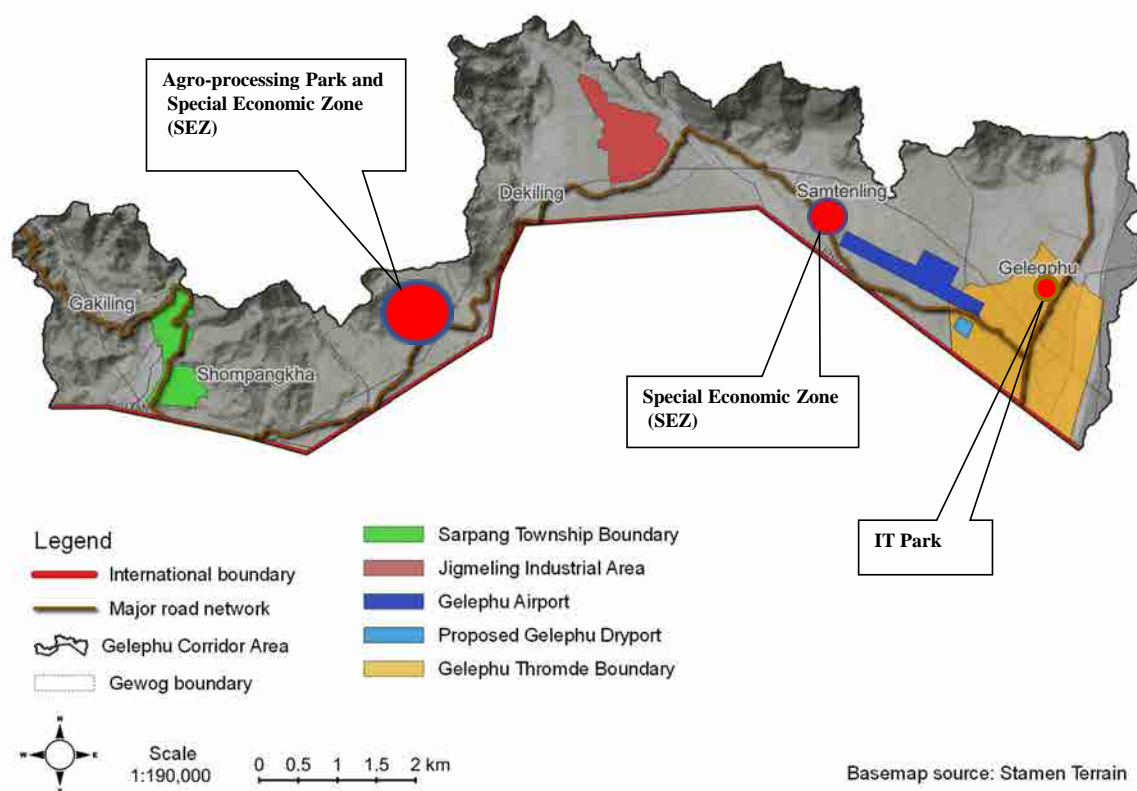 Agro-processing Park and
Special Economic Zone
(SEZ)
Dekiling
Samtenling
Gelegphu
Gakiling
Shompangkha
Special Economic Zone
(SEZ)
IT Park
Legend
International boundary
Major road network
Gelephu Corridor Area
Gewog boundary
Sarpang Township Boundary
Jigmeling Industrial Area
Gelephu Airport
Proposed Gelephu Dryport
Gelephu Thromde Boundary
N
W
E
S
Scale
1:190,000
0 0.5 1 1.5 2 km
Basemap source: Stamen Terrain